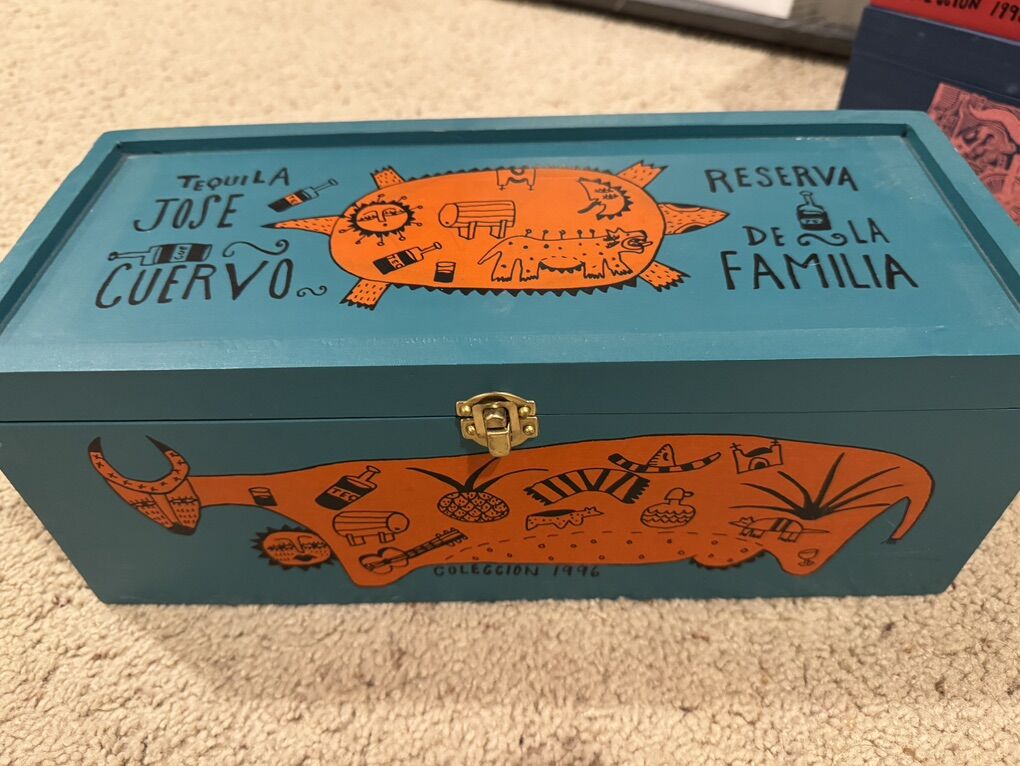 TEQUILA
JOSE
CUERVO
RESERVA
DE LA
FAMILIA
COLECCION 1996